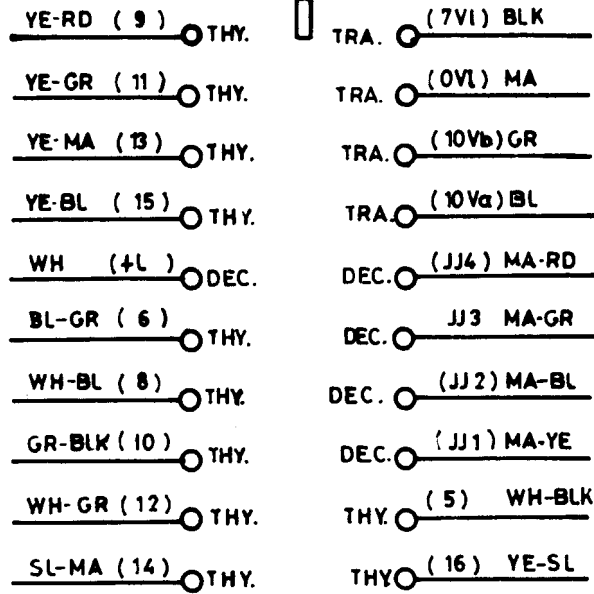 YE-RD ( 9 ) THY.
YE-GR ( 11 ) THY.
YE-MA ( 13 ) THY.
YE-BL ( 15 ) THY.
WH (+L ) DEC.
BL-GR ( 6 ) THY.
WH-BL ( 8 ) THY.
GR-BLK ( 10 ) THY.
WH-GR ( 12 ) THY.
SL-MA ( 14 ) THY.
TRA. (7Vl) BLK
TRA. (0Vl) MA
TRA. (10Vb) GR
TRA. (10Va) BL
DEC. (JJ4) MA-RD
DEC. JJ3 MA-GR
DEC. (JJ2) MA-BL
DEC. (JJ1) MA-YE
THY. ( 5 ) WH-BLK
THY (16) YE-SL